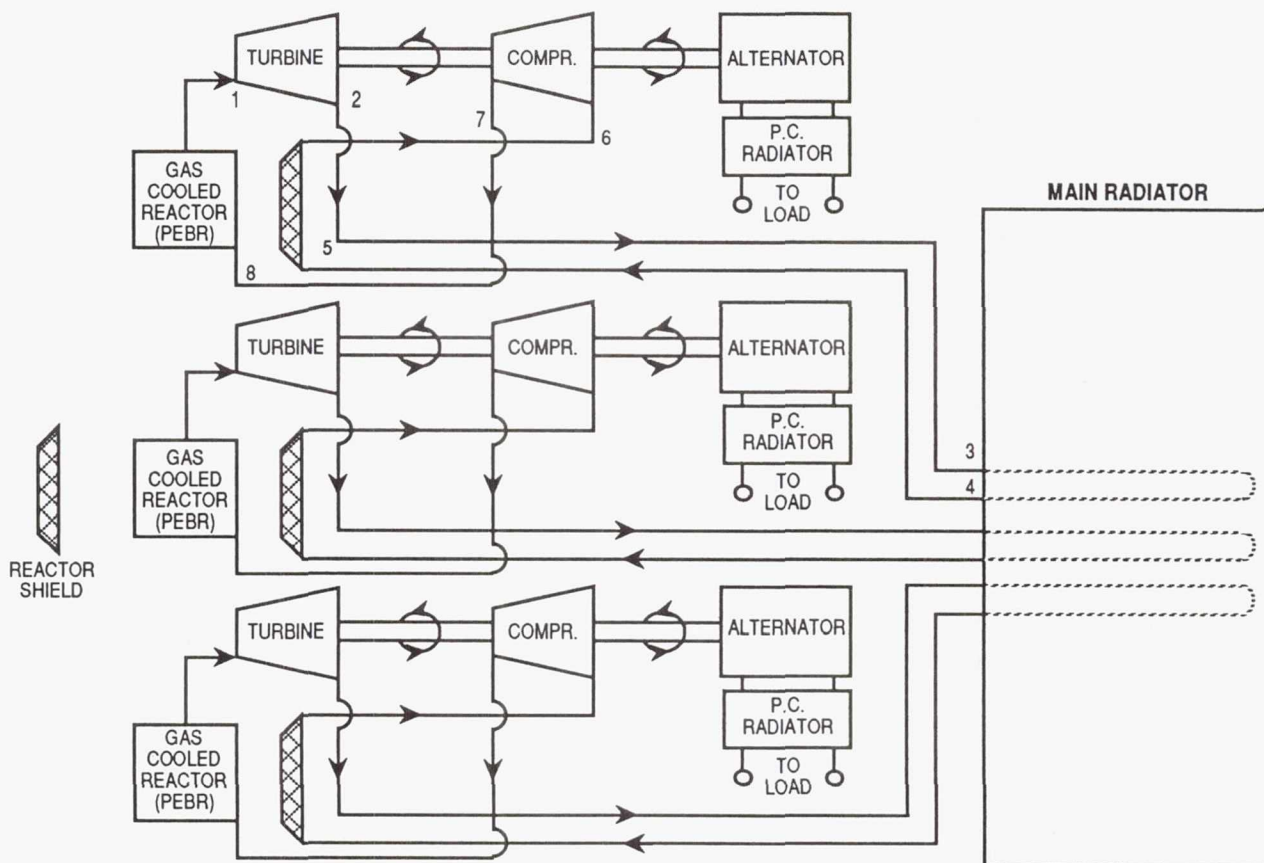 TURBINE
COMPR.
ALTERNATOR
1
2
7
6
P.C.
RADIATOR
GAS
COOLED
REACTOR
(PEBR)
TO
LOAD
MAIN RADIATOR
5
8
TURBINE
COMPR.
ALTERNATOR
P.C.
RADIATOR
GAS
COOLED
REACTOR
(PEBR)
TO
LOAD
3
4
REACTOR
SHIELD
TURBINE
COMPR.
ALTERNATOR
P.C.
RADIATOR
GAS
COOLED
REACTOR
(PEBR)
TO
LOAD